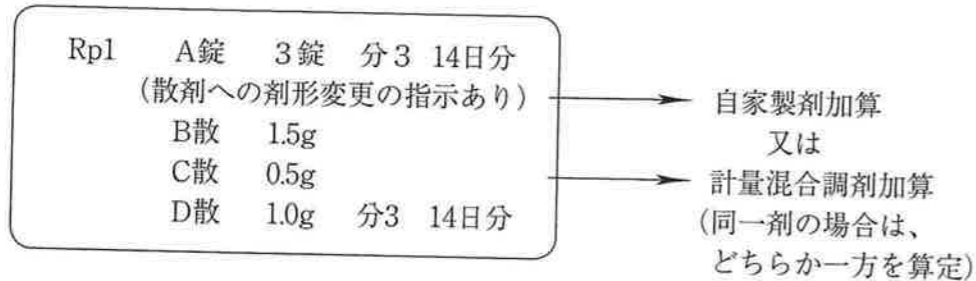 Rp1 A錠 3錠 分3 14日分
(散剤への剤形変更の指示あり)
B散 1.5g
C散 0.5g
D散 1.0g 分3 14日分
自家製剤加算
又は
計量混合調剤加算
(同一剤の場合は、
どちらか一方を算定)